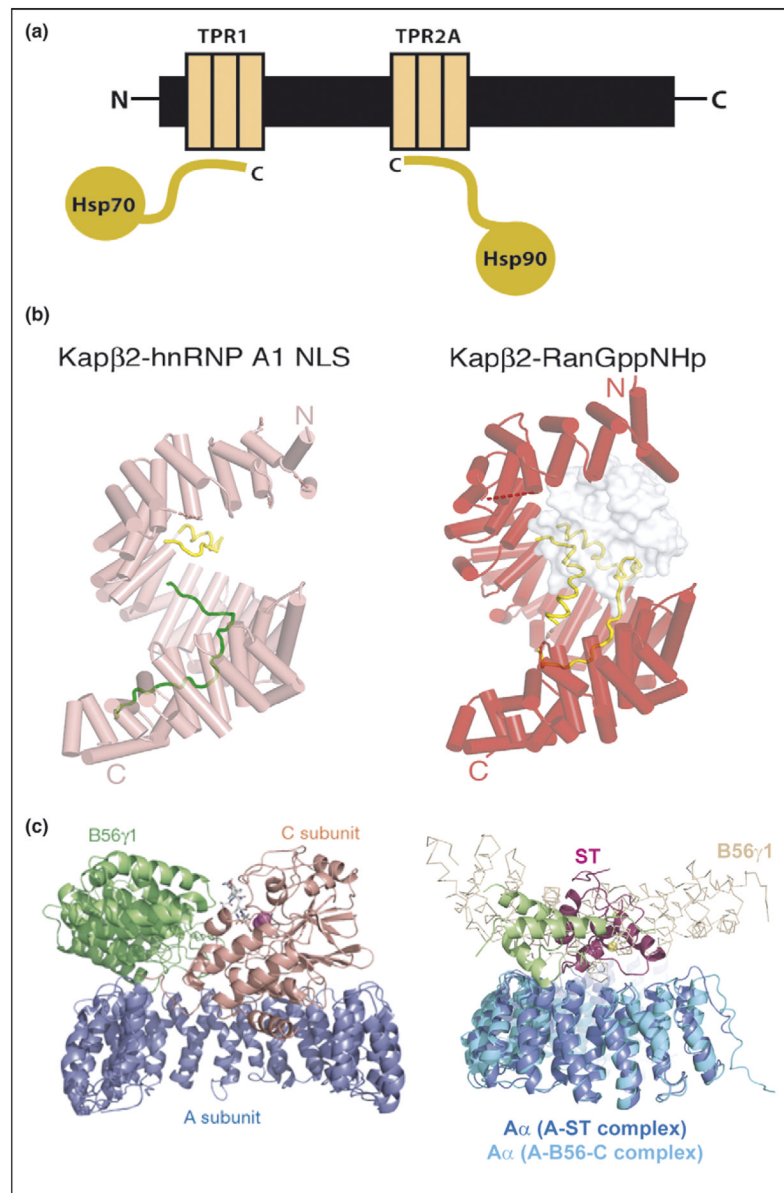 (a)
TPR1
TPR2A
N
C
C
C
Hsp70
Hsp90
(b)
Kapβ2-hnRNP A1 NLS
Kapβ2-RanGppNHp
N
N
C
C
(c)
B56γ1
C subunit
A subunit
ST
B56γ1
Aα (A-ST complex)
Aα (A-B56-C complex)